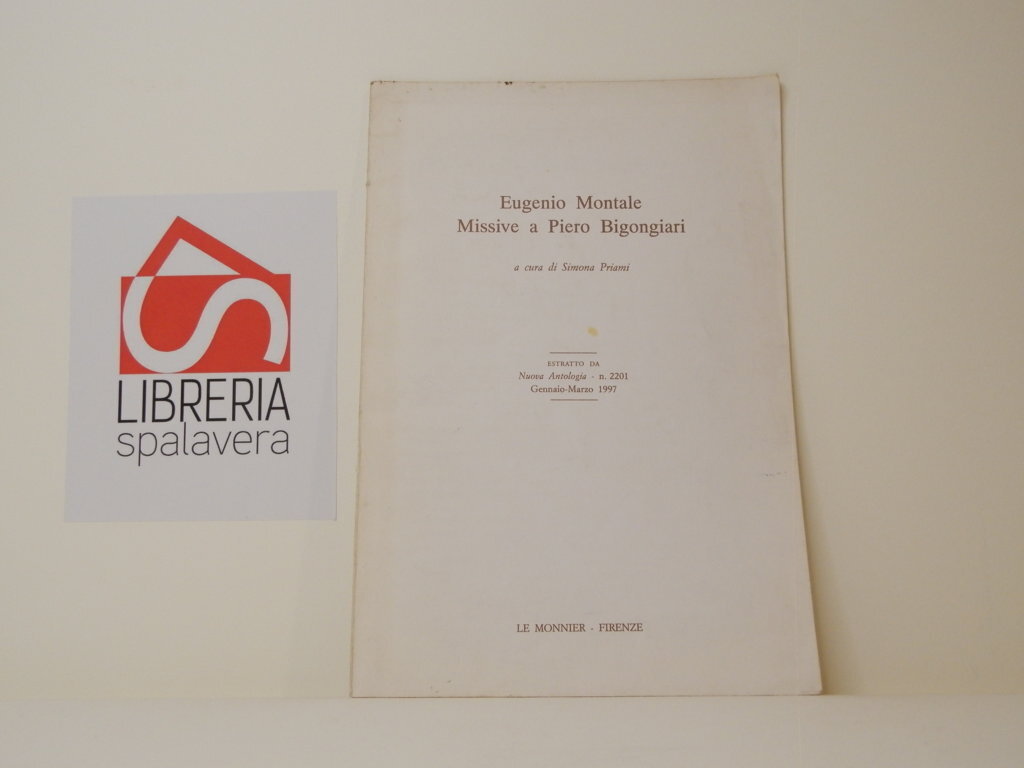 LIBRERIA
spalavera
Eugenio Montale
Missive a Piero Bigongiari
a cura di Simona Priami
ESTRATTO DA
Nuova Antologia - n. 2201
Gennaio-Marzo 1997
LE MONNIER - FIRENZE